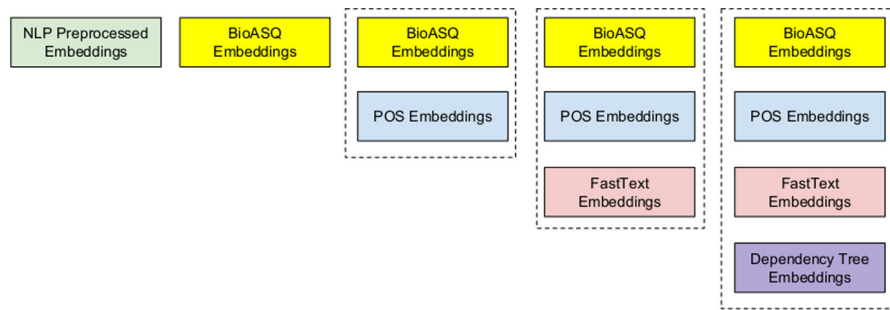 NLP Preprocessed
Embeddings
BioASQ
Embeddings
BioASQ
Embeddings
POS Embeddings
BioASQ
Embeddings
POS Embeddings
FastText
Embeddings
BioASQ
Embeddings
POS Embeddings
FastText
Embeddings
Dependency Tree
Embeddings